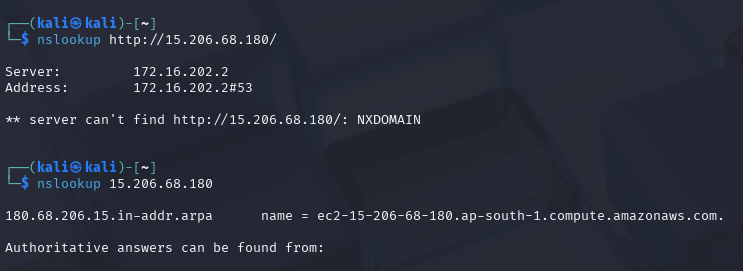 ┌──(kali㉿kali)-[~]
└─$ nslookup http://15.206.68.180/
Server:         172.16.202.2
Address:        172.16.202.2#53
** server can't find http://15.206.68.180/: NXDOMAIN
┌──(kali㉿kali)-[~]
└─$ nslookup 15.206.68.180
180.68.206.15.in-addr.arpa      name = ec2-15-206-68-180.ap-south-1.compute.amazonaws.com.
Authoritative answers can be found from: